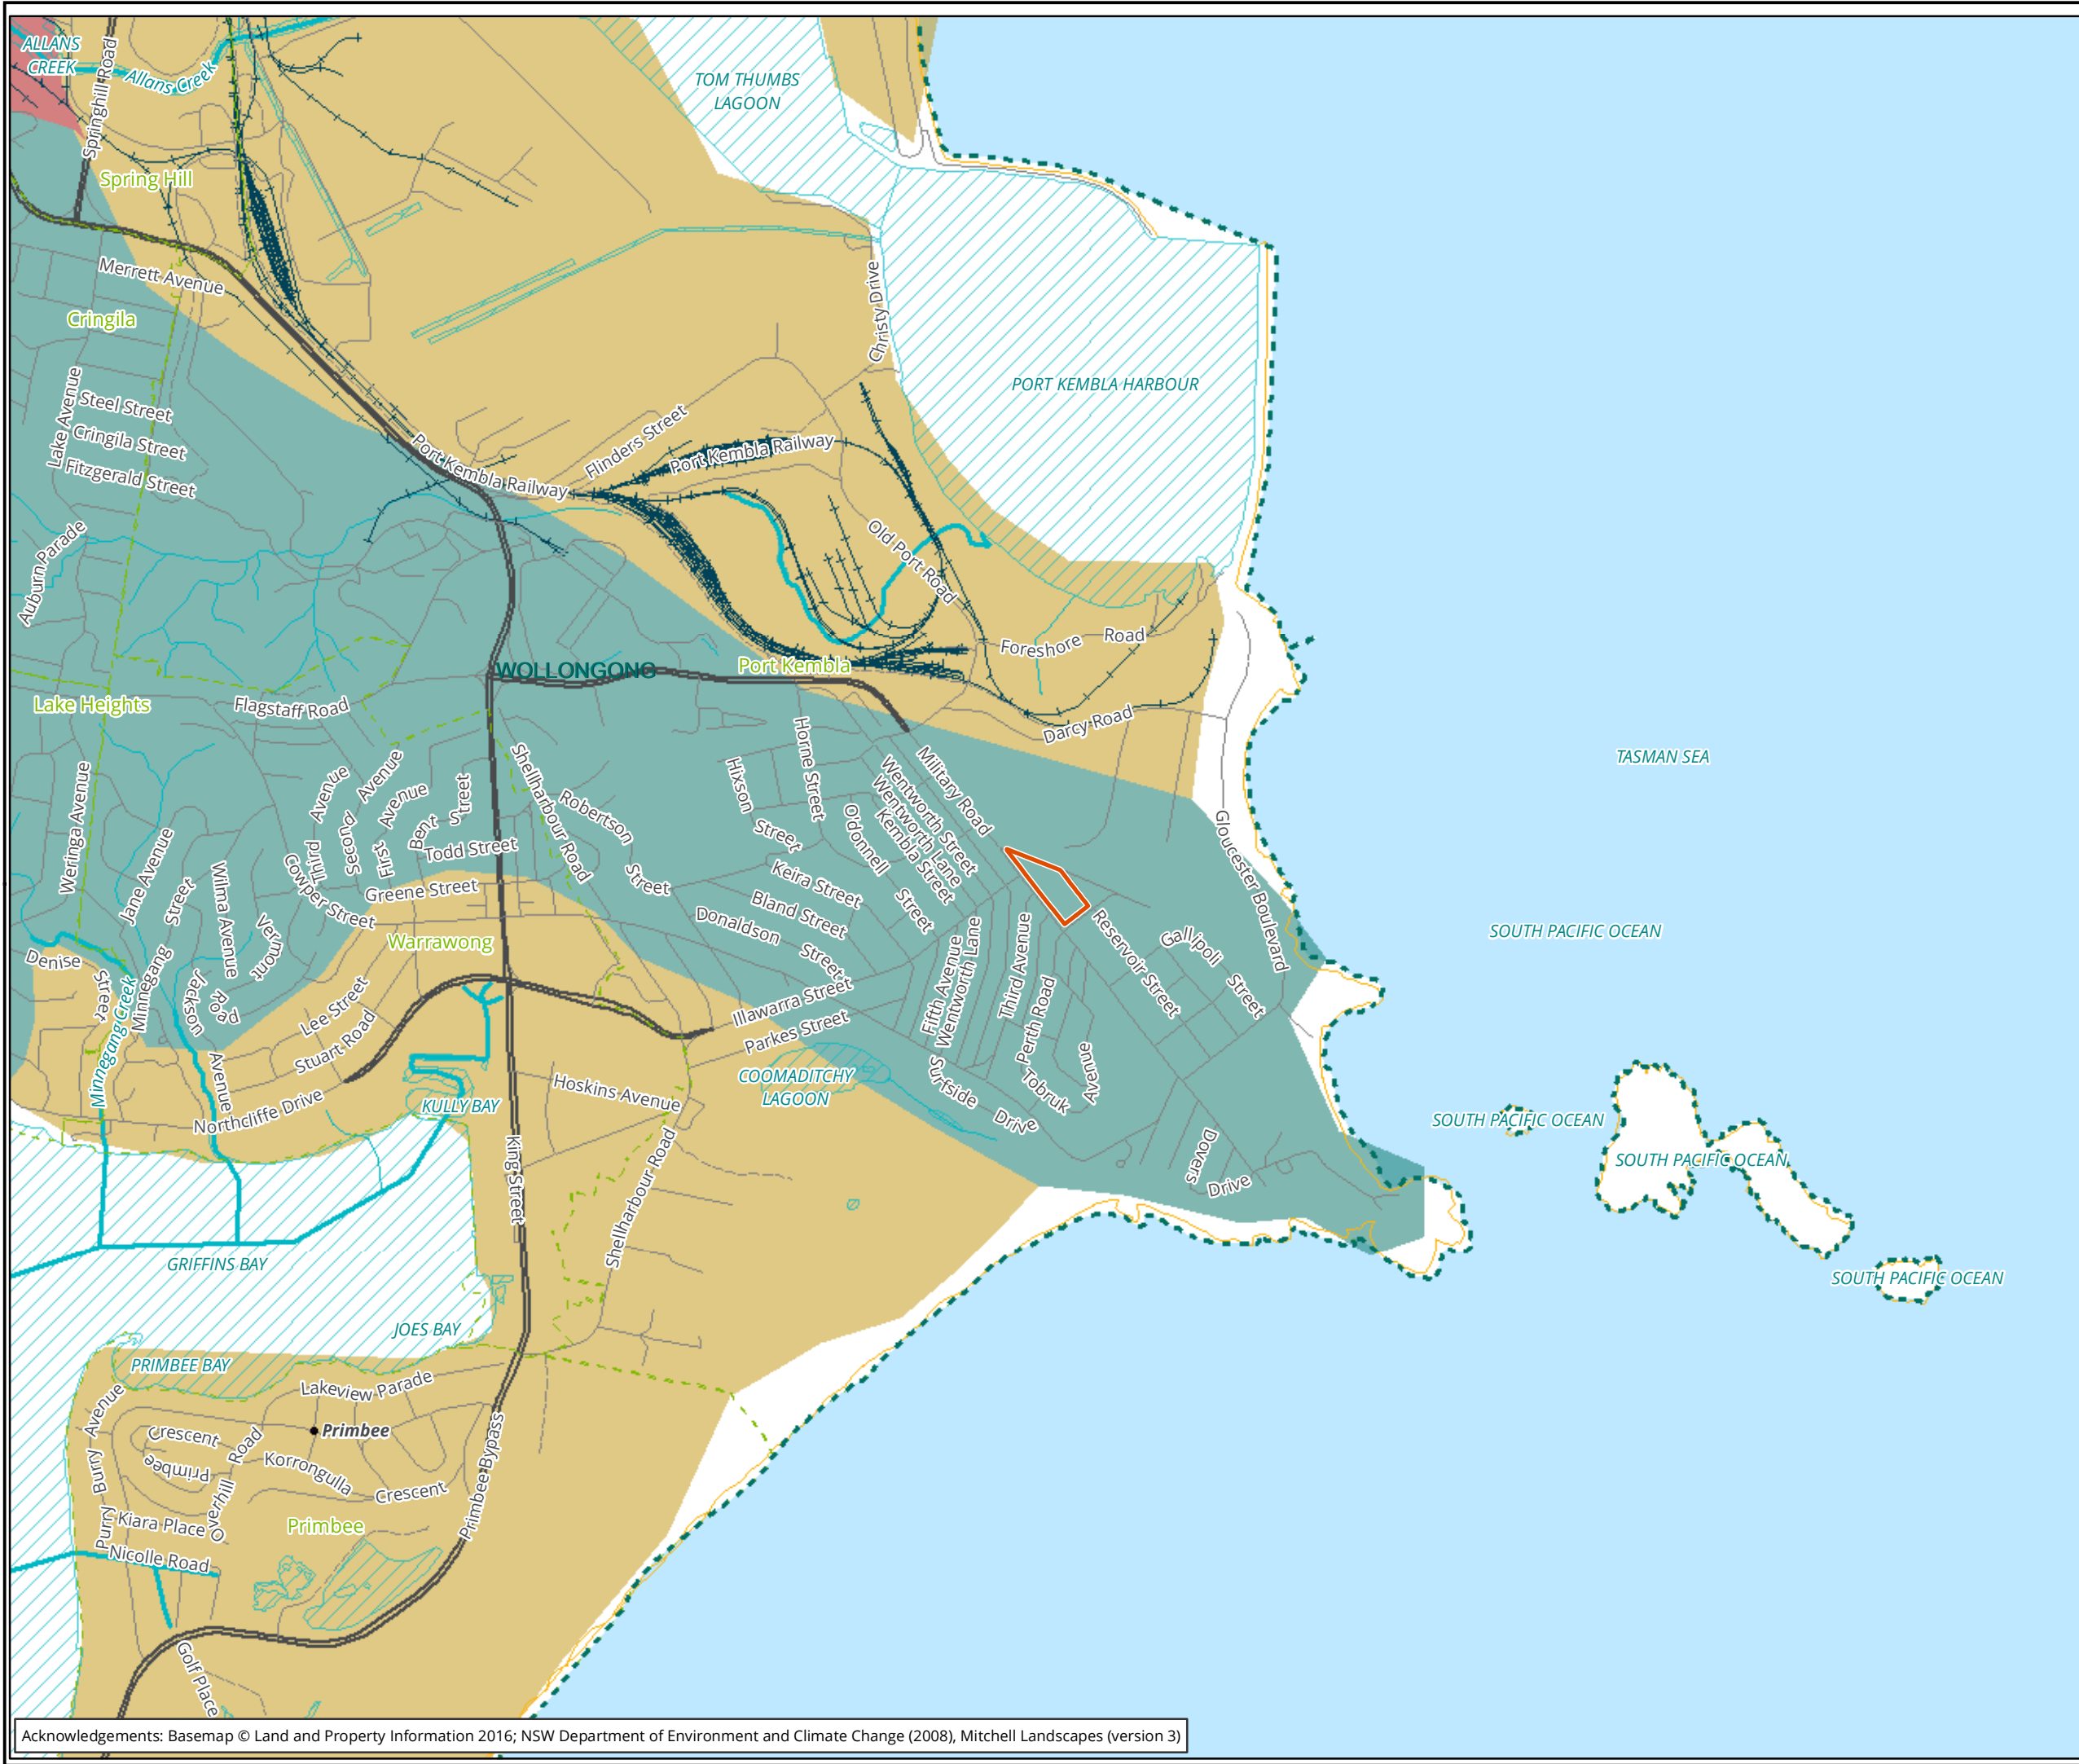 ALLANS
CREEK
Allans Creek
Springhill Road
TOM THUMBS
LAGOON
Spring Hill
Merrett Avenue
Cringila
Christy Drive
PORT KEMBLA HARBOUR
Lake Avenue
Steel Street
Cringila Street
Fitzgerald Street
Port Kembla Railway
Flinders Street
Port Kembla Railway
Old Port Road
Auburn Parade
Foreshore Road
WOLLONGONG
Port Kembla
Lake Heights
Flagstaff Road
Darcy Road
TASMAN SEA
Weringa Avenue
Third Avenue
Second Avenue
First Avenue
Bent Street
Todd Street
Shellharbour Road
Robertson Street
Hixson Street
Horne Street
Odonnell Street
Wentworth Street
Wentworth Lane
Kembla Street
Military Road
Gloucester Boulevard
Jane Avenue
Minnegang Street
Wilma Avenue
Vermont Road
Cowper Street
Greene Street
Keira Street
Bland Street
Donaldson Street
Warrawong
Denise Street
Jackson Avenue
Lee Street
Stuart Road
Illawarra Street
Parkes Street
Fifth Avenue
Wentworth Lane
Third Avenue
Perth Road
Reservoir Street
Gallipoli Street
SOUTH PACIFIC OCEAN
Minnegang Creek
Northcliffe Drive
KULLY BAY
Hoskins Avenue
COOMADITCHY
LAGOON
Surfside Drive
Tobruk Avenue
Dovers Drive
SOUTH PACIFIC OCEAN
SOUTH PACIFIC OCEAN
King Street
Shellharbour Road
GRIFFINS BAY
SOUTH PACIFIC OCEAN
JOES BAY
PRIMBEE BAY
Lakeview Parade
Purry Burry Avenue
Primbee
Primbee Crescent
Overhill Road
Korrongulla Crescent
Primbee Bypass
Kiara Place
Primbee
Nicolle Road
Golf Place
Acknowledgements: Basemap © Land and Property Information 2016; NSW Department of Environment and Climate Change (2008), Mitchell Landscapes (version 3)